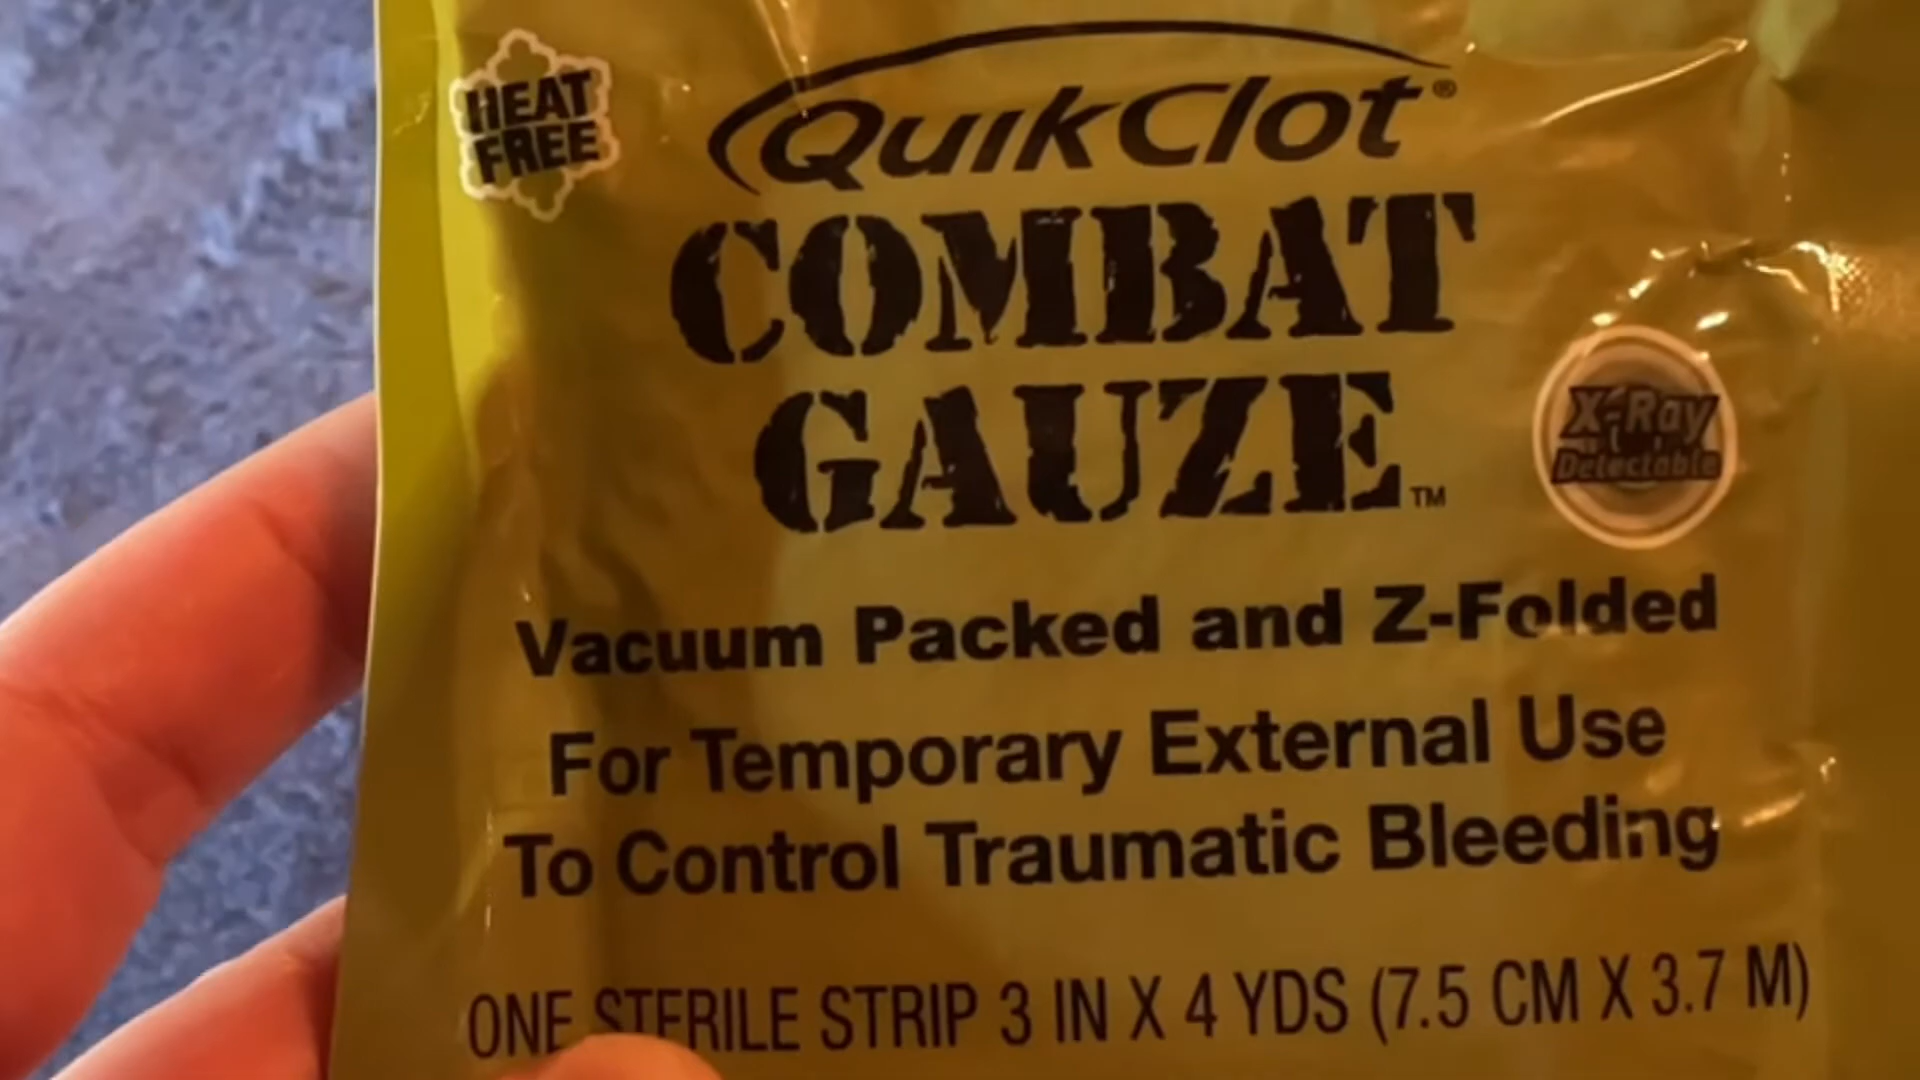 HEAT
FREE
QuikClot®
COMBAT
GAUZE™
X-Ray
Detectable
Vacuum Packed and Z-Folded
For Temporary External Use
To Control Traumatic Bleeding
ONE STERILE STRIP 3 IN X 4 YDS (7.5 CM X 3.7 M)